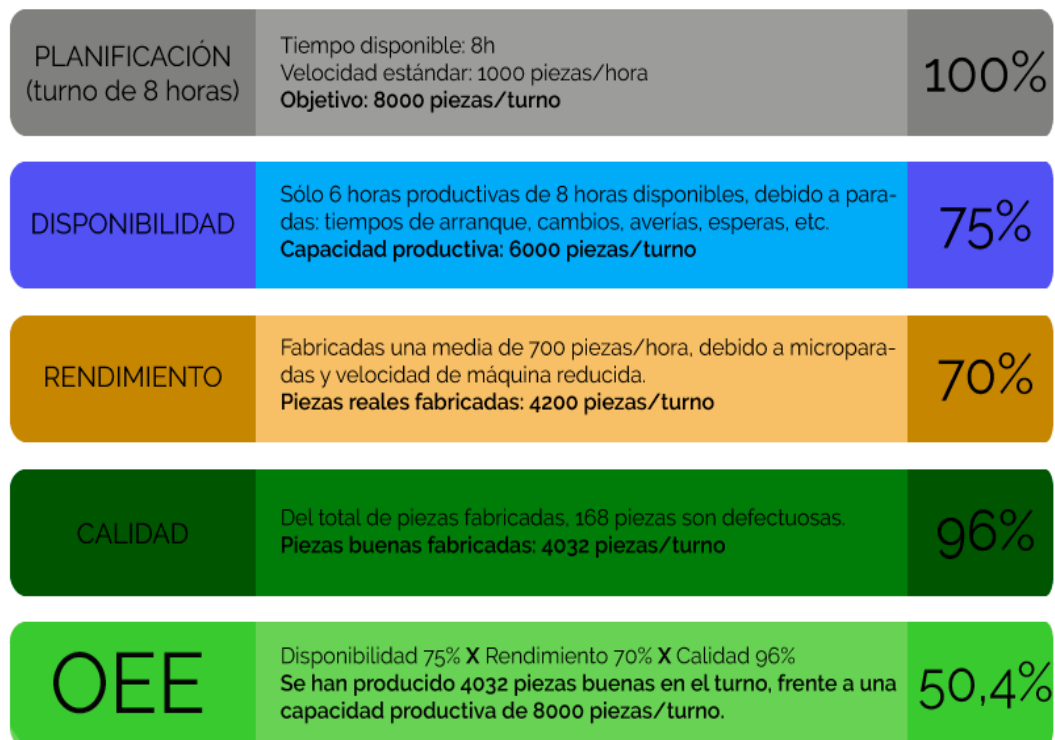 PLANIFICACIÓN
(turno de 8 horas)
Tiempo disponible: 8h
Velocidad estándar: 1000 piezas/hora
Objetivo: 8000 piezas/turno
100%
DISPONIBILIDAD
Sólo 6 horas productivas de 8 horas disponibles, debido a para-
das: tiempos de arranque, cambios, averías, esperas, etc.
Capacidad productiva: 6000 piezas/turno
75%
RENDIMIENTO
Fabricadas una media de 700 piezas/hora, debido a micropara-
das y velocidad de máquina reducida.
Piezas reales fabricadas: 4200 piezas/turno
70%
CALIDAD
Del total de piezas fabricadas, 168 piezas son defectuosas.
Piezas buenas fabricadas: 4032 piezas/turno
96%
OEE
Disponibilidad 75% X Rendimiento 70% X Calidad 96%
Se han producido 4032 piezas buenas en el turno, frente a una
capacidad productiva de 8000 piezas/turno.
50,4%